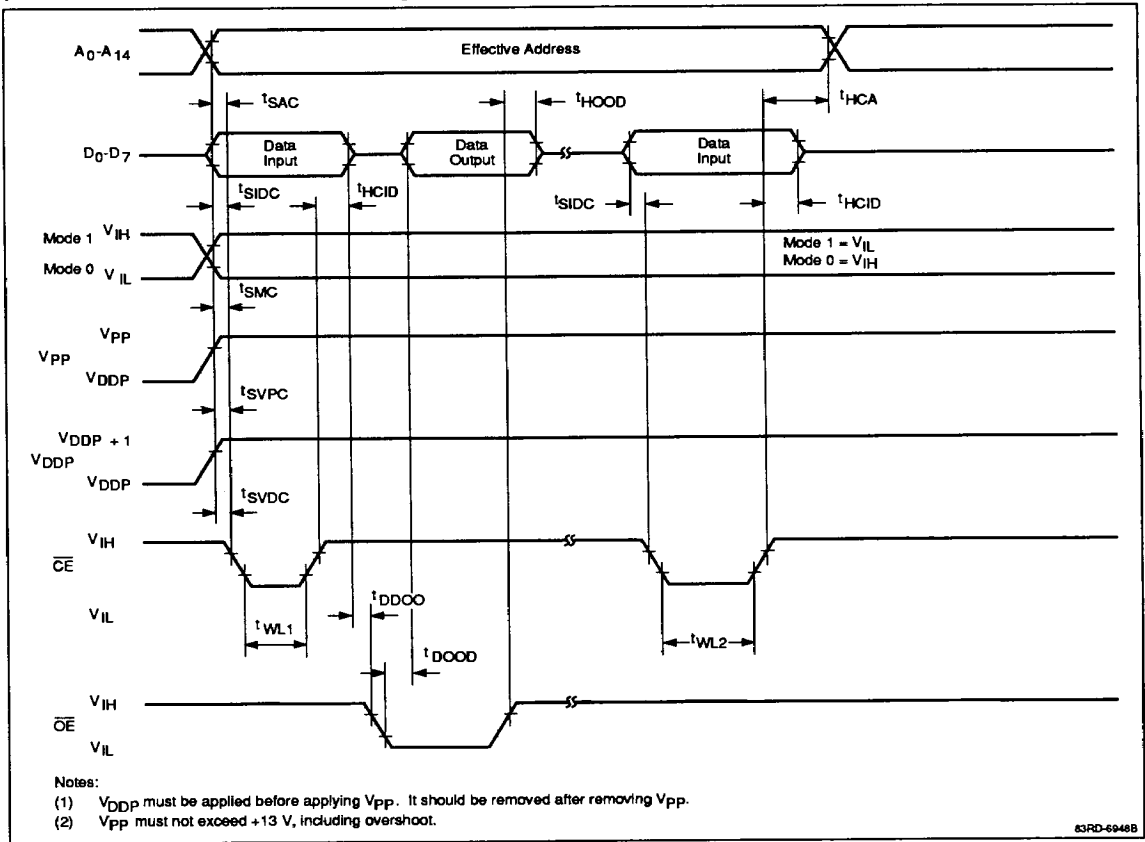 A0-A14
Effective Address
tSAC
tHOOD
tHCA
D0-D7
Data Input
Data Output
Data Input
tSIDC
tHCID
tSIDC
tHCID
Mode 1 VIH
Mode 0 VIL
Mode 1 = VIL
Mode 0 = VIH
tSMC
VPP
VPP
VDDP
tSVPC
VDDP + 1
VDDP
VDDP
tSVDC
VIH
CE
VIL
tWL1
tDDOO
tWL2
tDOOD
VIH
OE
VIL
Notes:
(1) VDDP must be applied before applying VPP. It should be removed after removing VPP.
(2) VPP must not exceed +13 V, including overshoot.
83RD-6948B